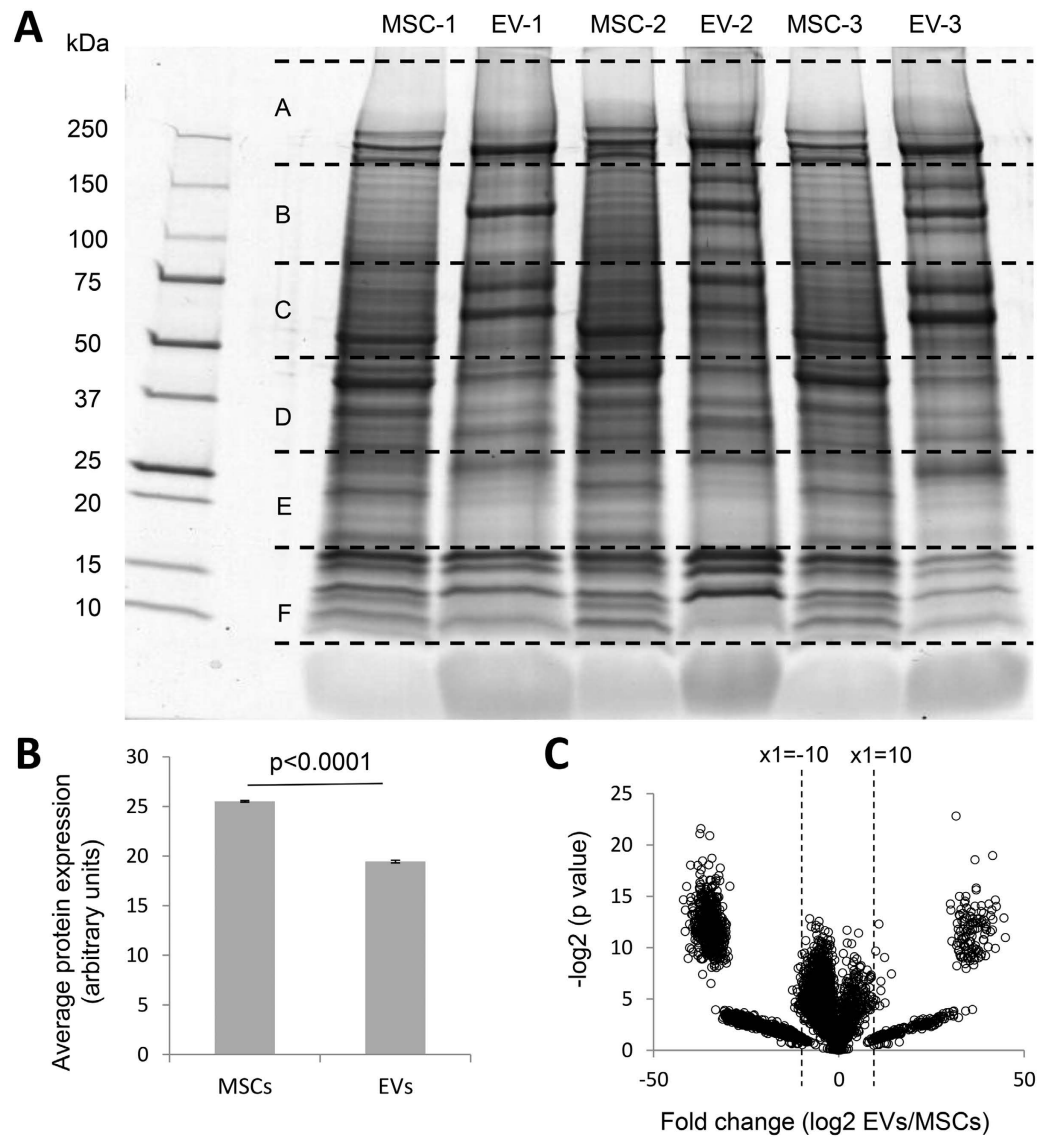 A
kDa
MSC-1 EV-1 MSC-2 EV-2 MSC-3 EV-3
A
250
150
B
100
75
C
50
37
D
25
20
E
15
10
F
B
30
25
20
15
10
5
0
p<0.0001
Average protein expression
(arbitrary units)
MSCs EVs
C
x1=-10 x1=10
25
20
15
10
5
0
-log2 (p value)
-50 0 50
Fold change (log2 EVs/MSCs)